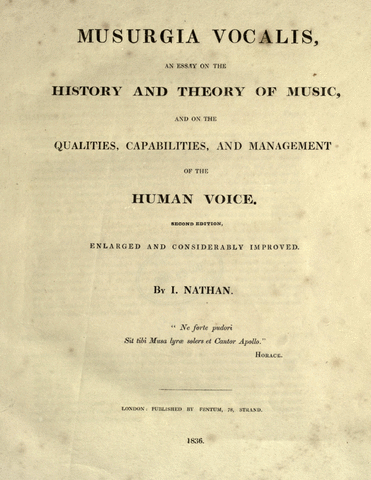 MUSURGIA VOCALIS,
AN ESSAY ON THE
HISTORY AND THEORY OF MUSIC,
AND ON THE
QUALITIES, CAPABILITIES, AND MANAGEMENT
OF THE
HUMAN VOICE.
SECOND EDITION,
ENLARGED AND CONSIDERABLY IMPROVED.
By I. NATHAN.
" Ne forte pudori
Sit tibi Musa lyræ solers et Cantor Apollo."
Horace.
LONDON: PUBLISHED BY FENTUM, 78, STRAND.
1836.